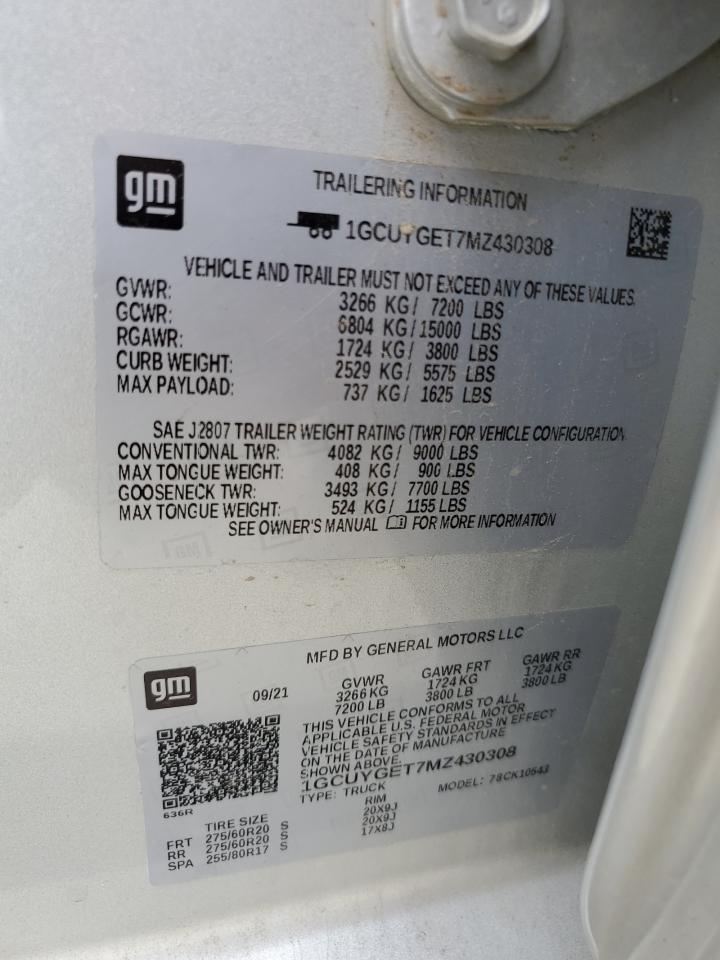 gm
TRAILERING INFORMATION
1GCUYGET7MZ430308
VEHICLE AND TRAILER MUST NOT EXCEED ANY OF THESE VALUES.
GVWR: 3266 KG/ 7200 LBS
GCWR: 6804 KG/15000 LBS
RGAWR: 1724 KG/ 3800 LBS
CURB WEIGHT: 2529 KG/ 5575 LBS
MAX PAYLOAD: 737 KG/ 1625 LBS
SAE J2807 TRAILER WEIGHT RATING (TWR) FOR VEHICLE CONFIGURATION
CONVENTIONAL TWR: 4082 KG/ 9000 LBS
MAX TONGUE WEIGHT: 408 KG/ 900 LBS
GOOSENECK TWR: 3493 KG/ 7700 LBS
MAX TONGUE WEIGHT: 524 KG/ 1155 LBS
SEE OWNER'S MANUAL FOR MORE INFORMATION
gm
MFD BY GENERAL MOTORS LLC
09/21 GVWR GAWR FRT GAWR RR
3266 KG 1724 KG 1724 KG
7200 LB 3800 LB 3800 LB
THIS VEHICLE CONFORMS TO ALL
APPLICABLE U.S. FEDERAL MOTOR
VEHICLE SAFETY STANDARDS IN EFFECT
ON THE DATE OF MANUFACTURE
SHOWN ABOVE.
1GCUYGET7MZ430308
TYPE: TRUCK MODEL: 78CK10543
636R
TIRE SIZE RIM
FRT 275/60R20 S 20X9J
RR 275/60R20 S 20X9J
SPA 255/80R17 S 17X8J